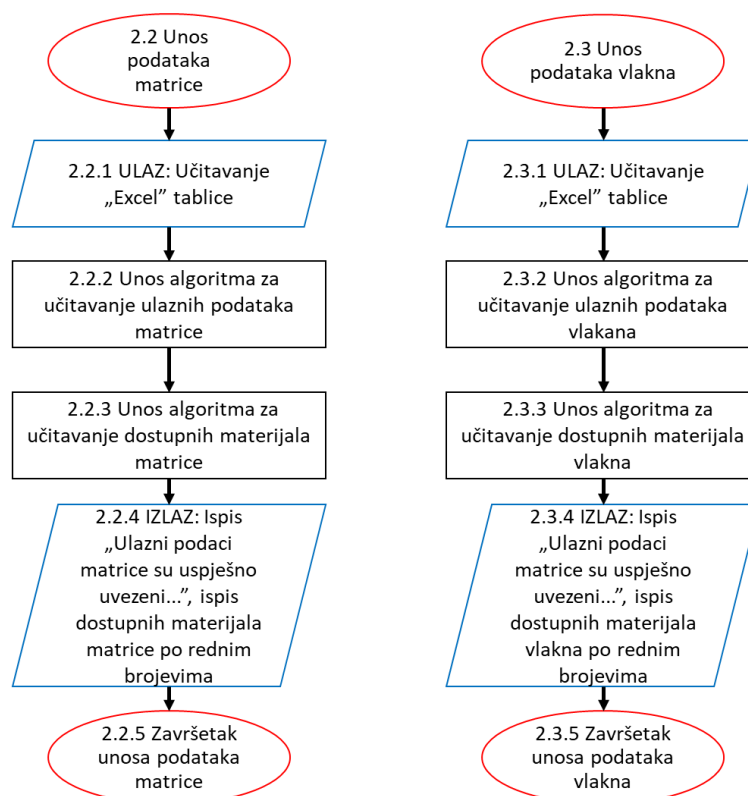 2.2 Unos
podataka
matrice
2.2.1 ULAZ: Učitavanje
„Excel” tablice
2.2.2 Unos algoritma za
učitavanje ulaznih podataka
matrice
2.2.3 Unos algoritma za
učitavanje dostupnih materijala
matrice
2.2.4 IZLAZ: Ispis
„Ulazni podaci
matrice su uspješno
uvezeni...”, ispis
dostupnih materijala
matrice po rednim
brojevima
2.2.5 Završetak
unosa podataka
matrice
2.3 Unos
podataka vlakna
2.3.1 ULAZ: Učitavanje
„Excel” tablice
2.3.2 Unos algoritma za
učitavanje ulaznih podataka
vlakana
2.3.3 Unos algoritma za
učitavanje dostupnih materijala
vlakna
2.3.4 IZLAZ: Ispis
„Ulazni podaci
matrice su uspješno
uvezeni...”, ispis
dostupnih materijala
vlakna po rednim
brojevima
2.3.5 Završetak
unosa podataka
vlakna